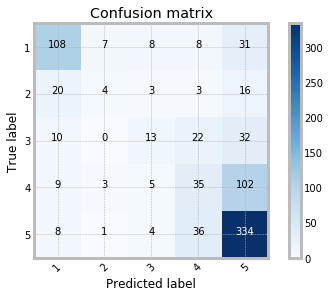 Confusion matrix
True label
1 108 7 8 8 31
2 20 4 3 3 16
3 10 0 13 22 32
4 9 3 5 35 102
5 8 1 4 36 334
1 2 3 4 5
Predicted label
300
250
200
150
100
50
0